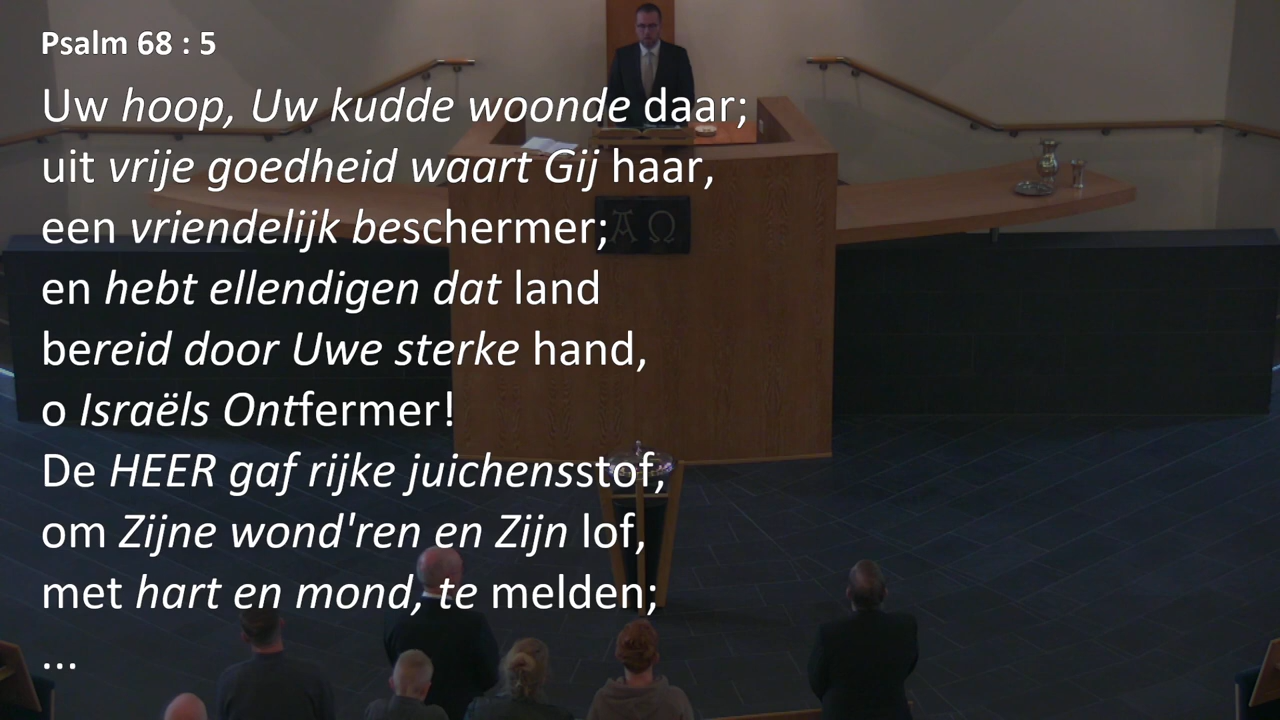 Psalm 68 : 5
Uw hoop, Uw kudde woonde daar;
uit vrije goedheid waart Gij haar,
een vriendelijk beschermer;
en hebt ellendigen dat land
bereid door Uwe sterke hand,
o Israëls Ontfermer!
De HEER gaf rijke juichensstof,
om Zijne wond'ren en Zijn lof,
met hart en mond, te melden;
...
Α Ω